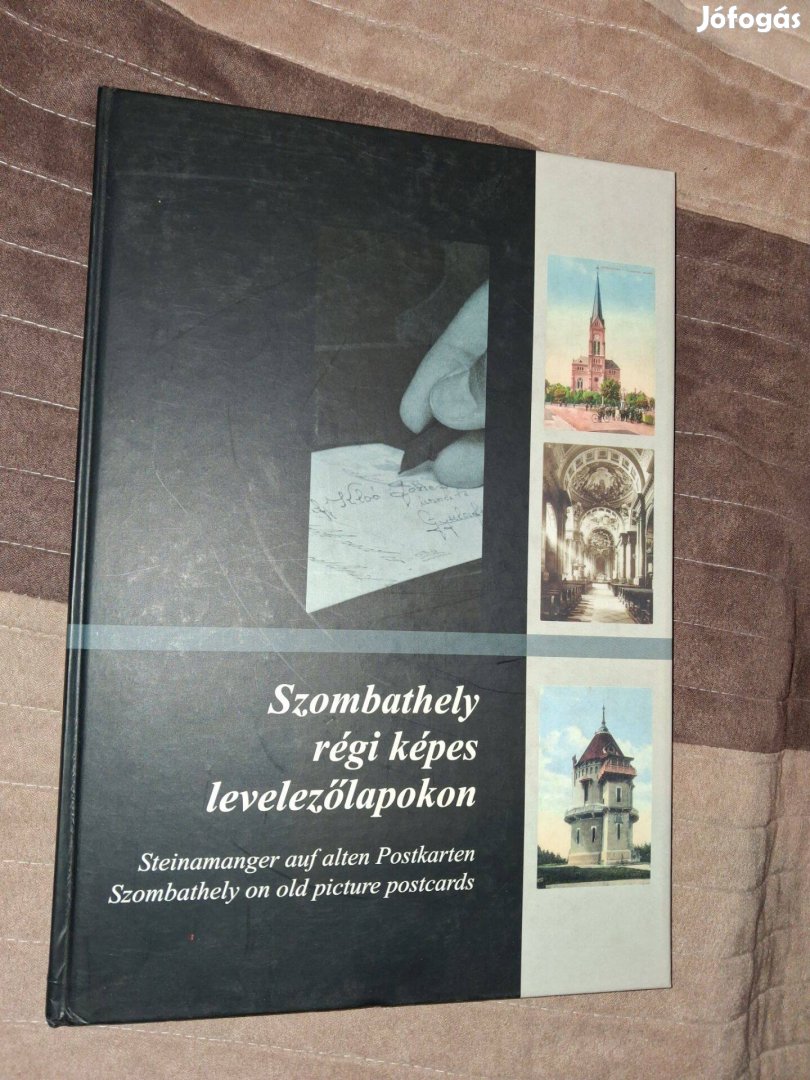 Jófogás
Szombathely
régi képes
levelezőlapokon
Steinamanger auf alten Postkarten
Szombathely on old picture postcards